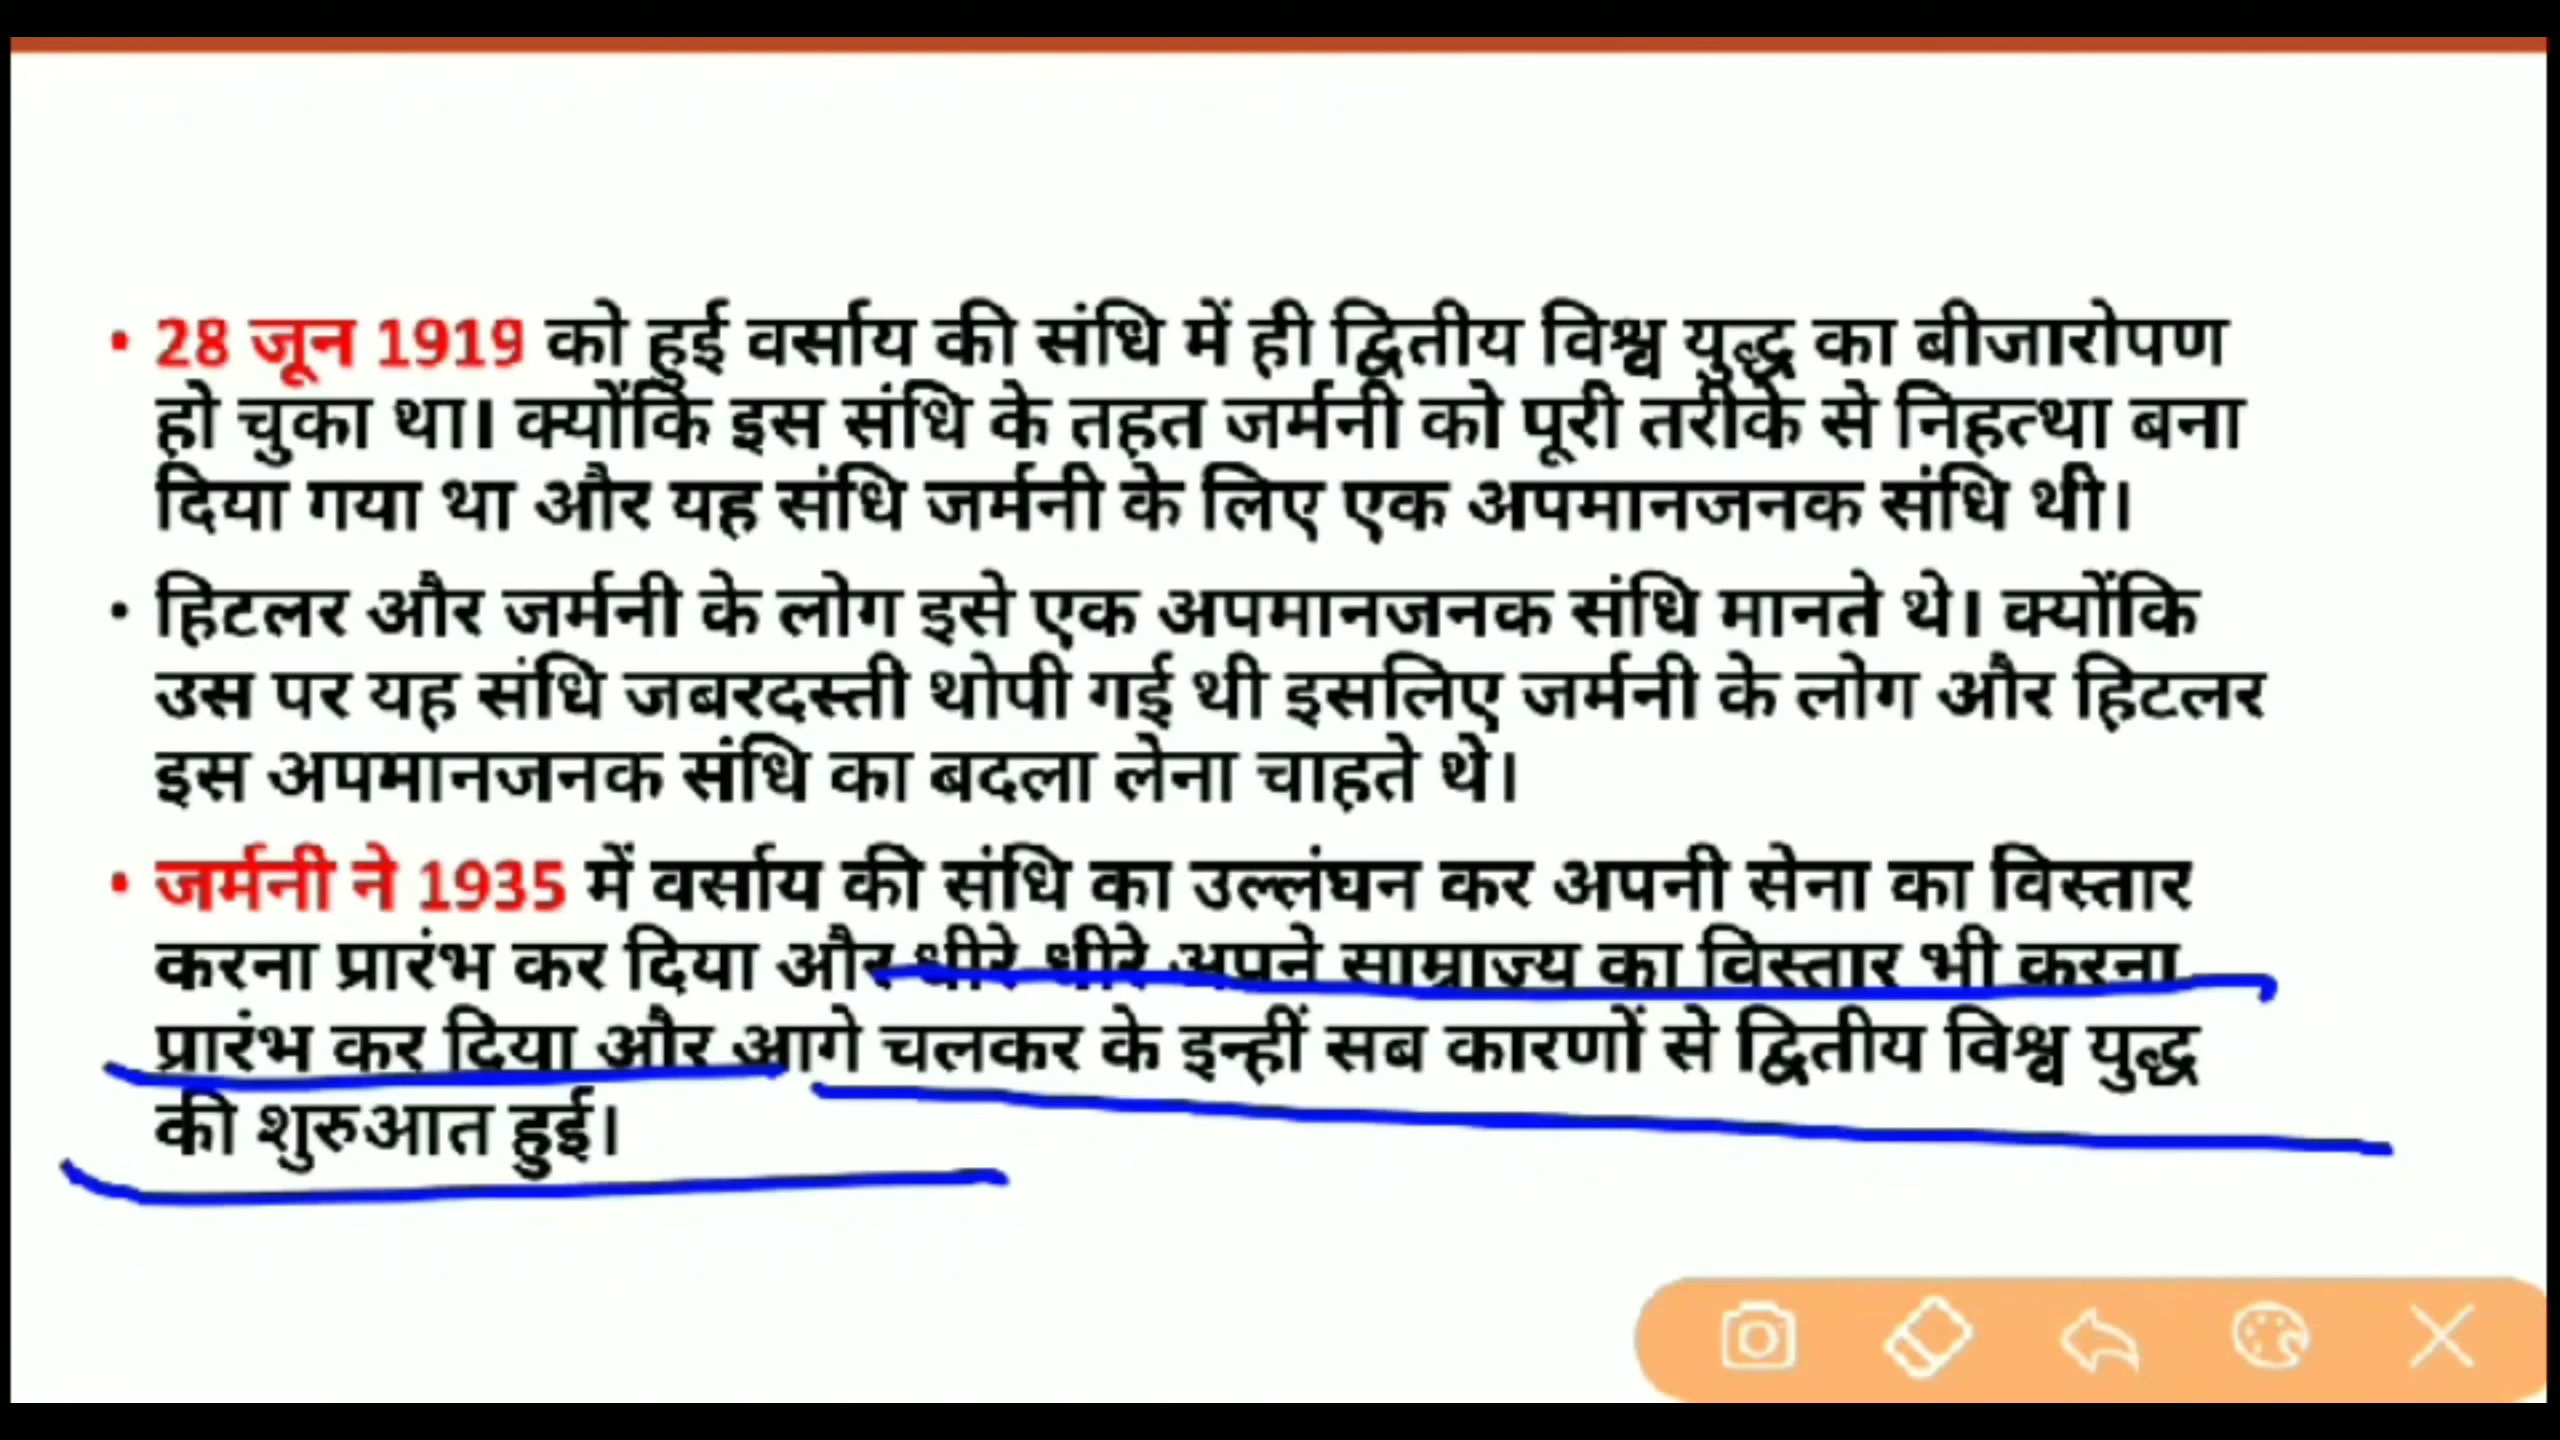 • 28 जून 1919 को हुई वर्साय की संधि में ही द्वितीय विश्व युद्ध का बीजारोपण
हो चुका था। क्योंकि इस संधि के तहत जर्मनी को पूरी तरीके से निहत्था बना
दिया गया था और यह संधि जर्मनी के लिए एक अपमानजनक संधि थी।
• हिटलर और जर्मनी के लोग इसे एक अपमानजनक संधि मानते थे। क्योंकि
उस पर यह संधि जबरदस्ती थोपी गई थी इसलिए जर्मनी के लोग और हिटलर
इस अपमानजनक संधि का बदला लेना चाहते थे।
• जर्मनी ने 1935 में वर्साय की संधि का उल्लंघन कर अपनी सेना का विस्तार
करना प्रारंभ कर दिया और धीरे धीरे अपने साम्राज्य का विस्तार भी करना
प्रारंभ कर दिया और आगे चलकर के इन्हीं सब कारणों से द्वितीय विश्व युद्ध
की शुरुआत हुई।